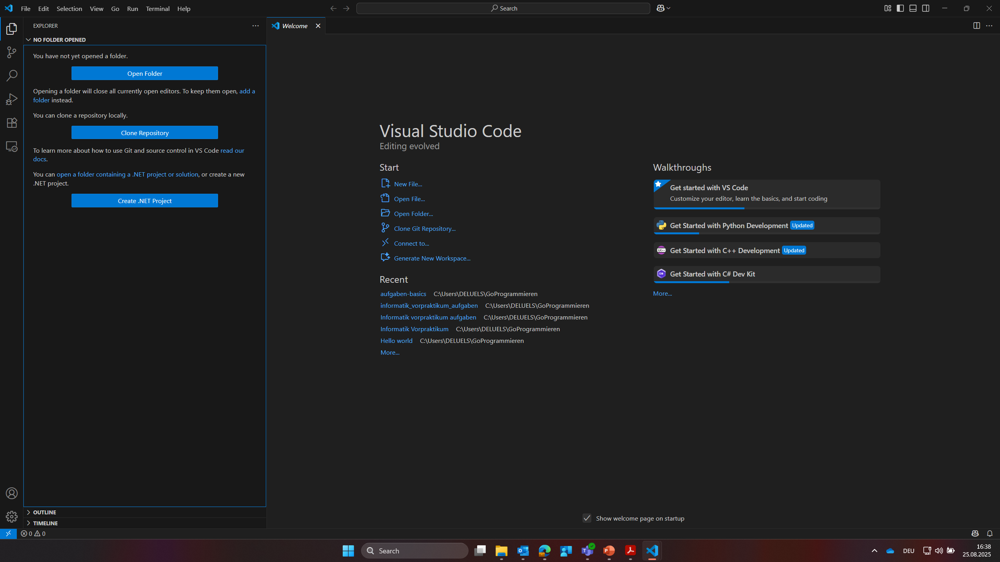 File Edit Selection View Go Run Terminal Help
Search
EXPLORER
NO FOLDER OPENED
You have not yet opened a folder.
Open Folder
Opening a folder will close all currently open editors. To keep them open, add a
folder instead.
You can clone a repository locally.
Clone Repository
To learn more about how to use Git and source control in VS Code read our
docs.
You can open a folder containing a .NET project or solution, or create a new
.NET project.
Create .NET Project
OUTLINE
TIMELINE
Welcome
Visual Studio Code
Editing evolved
Start
New File...
Open File...
Open Folder...
Clone Git Repository...
Connect to...
Generate New Workspace...
Recent
aufgaben-basics C:\Users\DELUELS\GoProgrammieren
informatik_vorpraktikum_aufgaben C:\Users\DELUELS\GoProgrammieren
Informatik vorpraktikum aufgaben C:\Users\DELUELS\GoProgrammieren
Informatik Vorpraktikum C:\Users\DELUELS\GoProgrammieren
Hello world C:\Users\DELUELS\GoProgrammieren
More...
Walkthroughs
Get started with VS Code
Customize your editor, learn the basics, and start coding
Get Started with Python Development Updated
C/C++
Get Started with C++ Development Updated
C#
Get Started with C# Dev Kit
More...
Show welcome page on startup
0 0
Search
DEU
16:38
25.08.2025